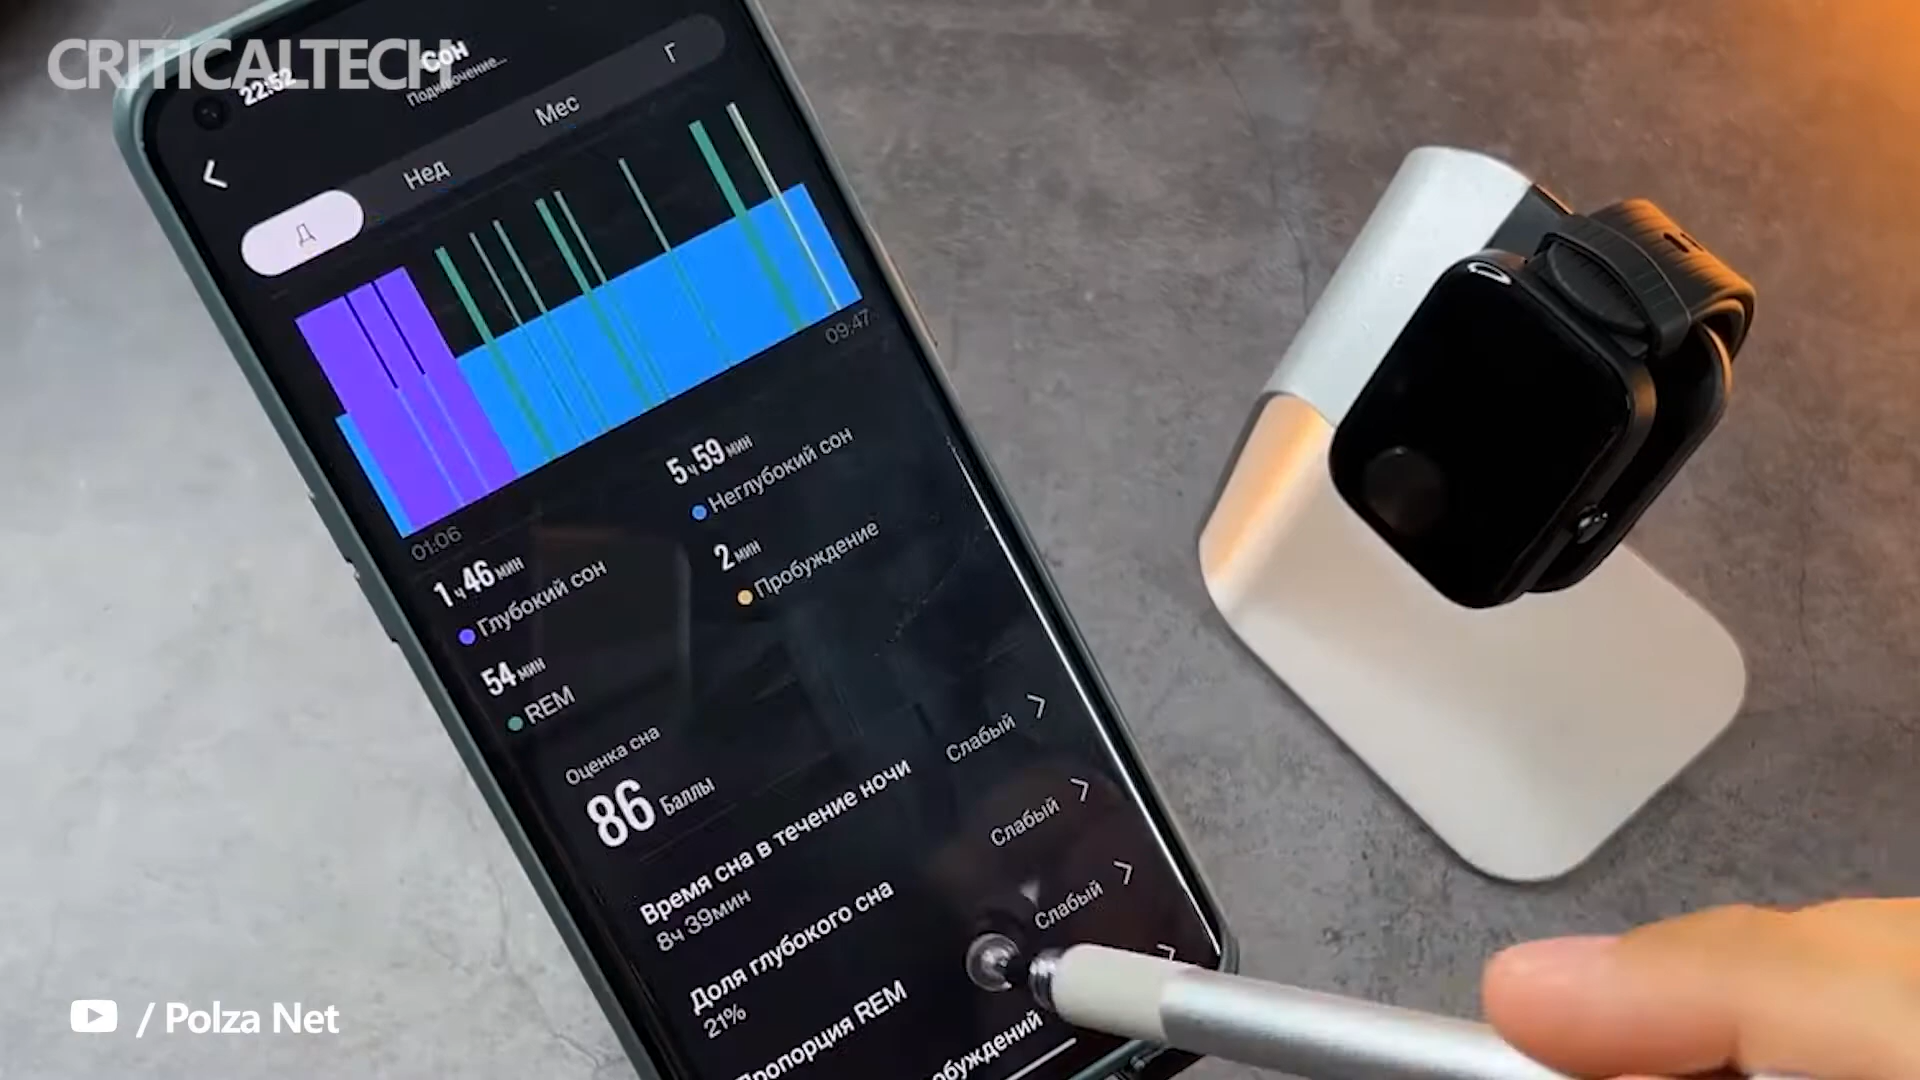 CRITICALTECH
22:52
Сон
Подключение...
Д
Нед
Мес
Г
01:06
09:47
1 ч 46 мин
Глубокий сон
5 ч 59 мин
Неглубокий сон
54 мин
REM
2 мин
Пробуждение
Оценка сна
86 Баллы
Время сна в течение ночи
8ч 39мин
Слабый
Доля глубокого сна
21%
Слабый
Пропорция REM
Слабый
/ Polza Net